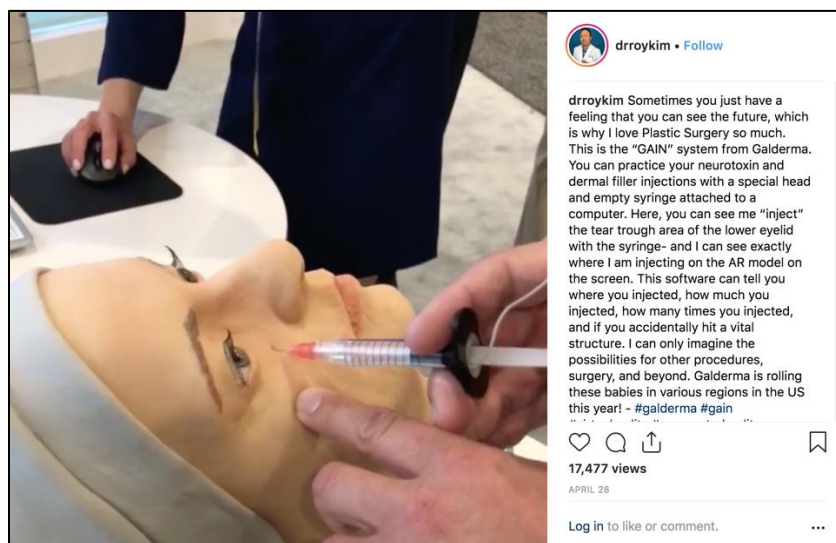 drroykim • Follow
drroykim Sometimes you just have a
feeling that you can see the future, which
is why I love Plastic Surgery so much.
This is the “GAIN” system from Galderma.
You can practice your neurotoxin and
dermal filler injections with a special head
and empty syringe attached to a
computer. Here, you can see me “inject”
the tear trough area of the lower eyelid
with the syringe- and I can see exactly
where I am injecting on the AR model on
the screen. This software can tell you
where you injected, how much you
injected, how many times you injected,
and if you accidentally hit a vital
structure. I can only imagine the
possibilities for other procedures,
surgery, and beyond. Galderma is rolling
these babies in various regions in the US
this year! - #galderma #gain
17,477 views
APRIL 28
Log in to like or comment.